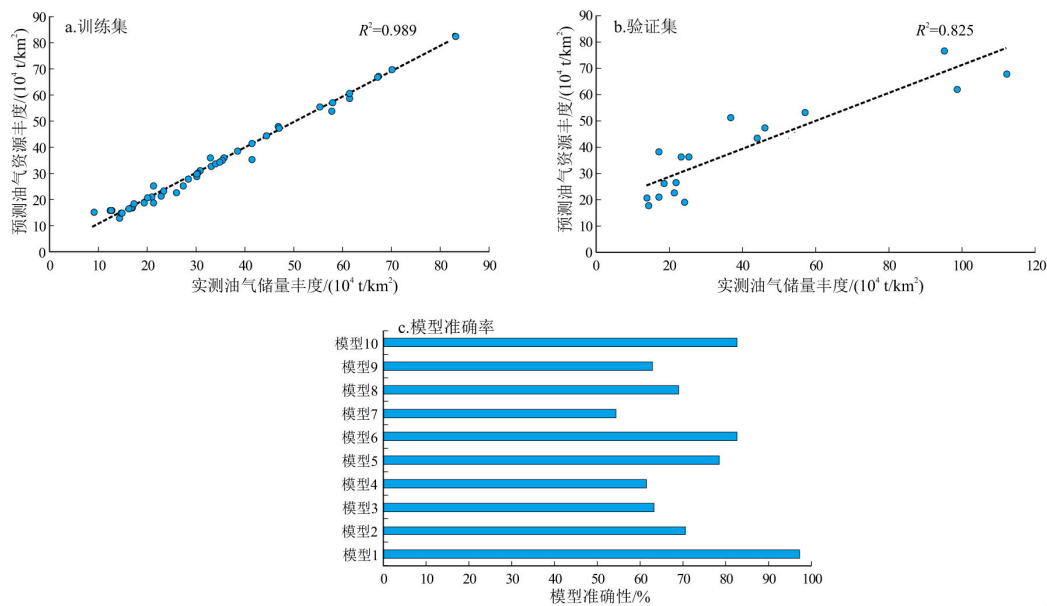 a.训练集
R²=0.989
预测油气资源丰度/(10⁴ t/km²)
90
80
70
60
50
40
30
20
10
0
10 20 30 40 50 60 70 80 90
实测油气储量丰度/(10⁴ t/km²)
b.验证集
R²=0.825
预测油气资源丰度/(10⁴ t/km²)
90
80
70
60
50
40
30
20
10
0
0 20 40 60 80 100 120
实测油气储量丰度/(10⁴ t/km²)
c.模型准确率
模型10
模型9
模型8
模型7
模型6
模型5
模型4
模型3
模型2
模型1
0 10 20 30 40 50 60 70 80 90 100
模型准确性/%